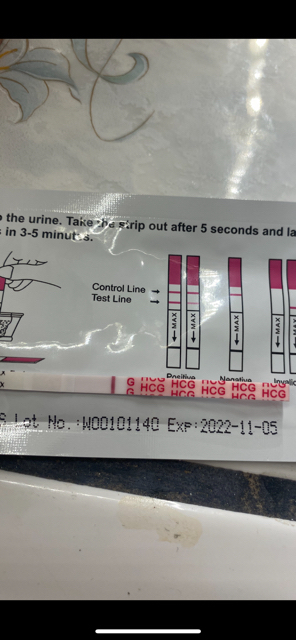 the urine. Take the strip out after 5 seconds and la
in 3-5 minutes.
Control Line
Test Line
MAX MAX MAX MAX
Positive Negative Invalid
HCG HCG HCG HCG
G HCG HCG HCG HCG
Lot No.:W00101140 Exp:2022-11-05